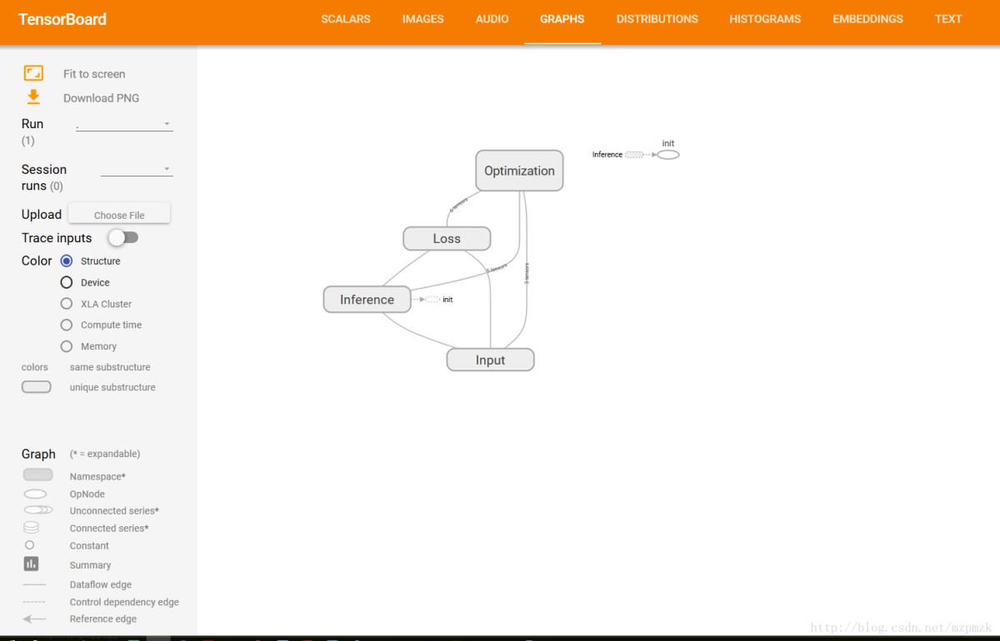 TensorBoard
SCALARS IMAGES AUDIO GRAPHS DISTRIBUTIONS HISTOGRAMS EMBEDDINGS TEXT
Fit to screen
Download PNG
Run
(1)
.
Session
runs (0)
Upload Choose File
Trace inputs
Color Structure
Device
XLA Cluster
Compute time
Memory
colors same substructure
unique substructure
Graph (* = expandable)
Namespace*
OpNode
Unconnected series*
Connected series*
Constant
Summary
Dataflow edge
Control dependency edge
Reference edge
init
Inference
Optimization
tensors
Loss
tensors
tensors
Inference
init
Input
http://blog.csdn.net/mzpmzk